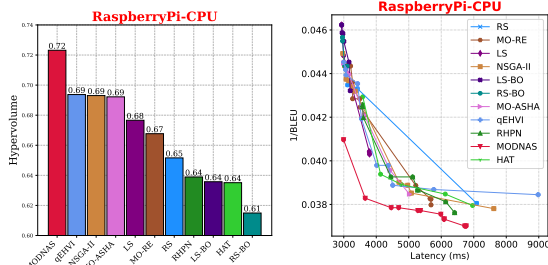 RaspberryPi-CPU
0.74
0.72
0.70
0.68
0.66
0.64
0.62
0.60
Hypervolume
0.72
0.69
0.69
0.69
0.68
0.67
0.65
0.64
0.64
0.64
0.61
MODNAS
qEHVI
NSGA-II
MO-ASHA
LS
MO-RE
RS
RHPN
LS-BO
HAT
RS-BO
RaspberryPi-CPU
0.046
0.044
0.042
0.040
0.038
1/BLEU
RS
MO-RE
LS
NSGA-II
LS-BO
RS-BO
MO-ASHA
qEHVI
RHPN
MODNAS
HAT
3000 4000 5000 6000 7000 8000 9000
Latency (ms)